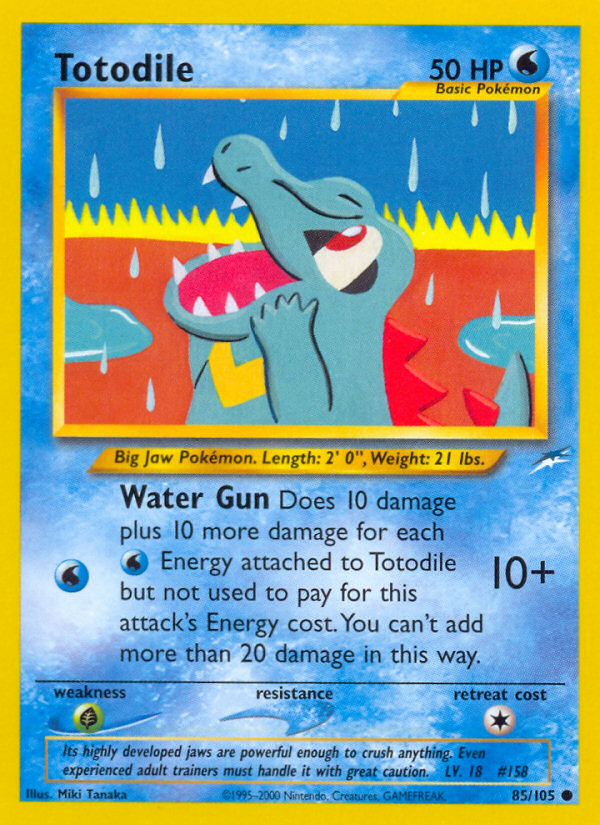 Totodile
50 HP
Basic Pokémon
Big Jaw Pokémon. Length: 2' 0", Weight: 21 lbs.
Water Gun Does 10 damage
plus 10 more damage for each
Energy attached to Totodile
but not used to pay for this
attack's Energy cost. You can't add
more than 20 damage in this way.
10+
weakness
resistance
retreat cost
Its highly developed jaws are powerful enough to crush anything. Even
experienced adult trainers must handle it with great caution. LV. 18 #158
Illus. Miki Tanaka
©1995–2000 Nintendo, Creatures, GAMEFREAK.
85/105